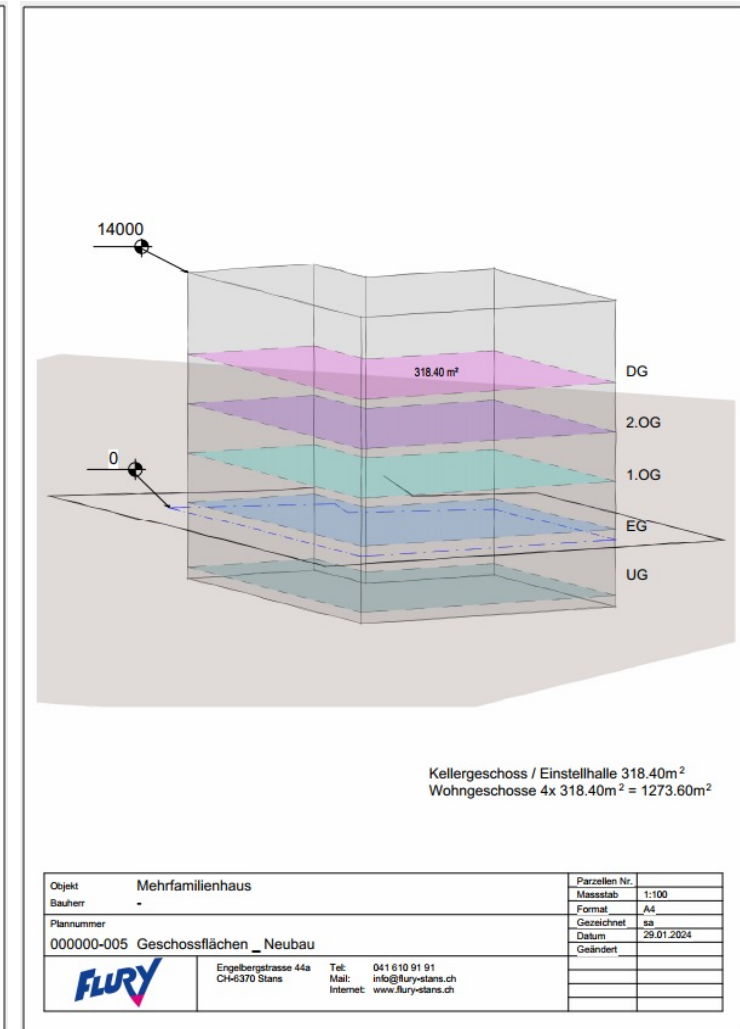 14000
318.40 m²
DG
2.OG
0
1.OG
EG
UG
Kellergeschoss / Einstellhalle 318.40m²
Wohngeschosse 4x 318.40m² = 1273.60m²
Objekt Mehrfamilienhaus
Bauherr -
Plannummer
000000-005 Geschossflächen _ Neubau
Parzellen Nr.
Massstab 1:100
Format A4
Gezeichnet sa
Datum 29.01.2024
Geändert
FLURY
Engelbergstrasse 44a
CH-6370 Stans
Tel: 041 610 91 91
Mail: info@flury-stans.ch
Internet: www.flury-stans.ch